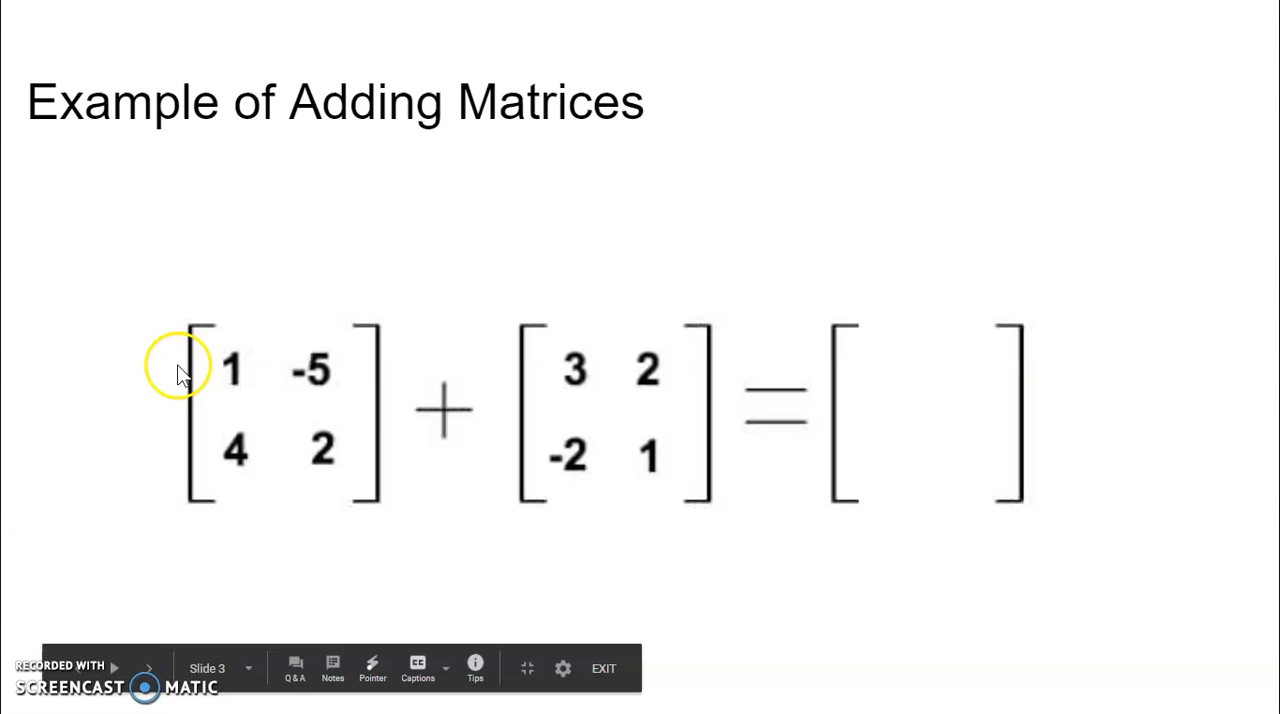 Example of Adding Matrices
1 -5 + 3 2 =
4 2 -2 1
RECORDED WITH
SCREENCAST MATIC
Slide 3
Q & A
Notes
Pointer
CC
Captions
Tips
EXIT